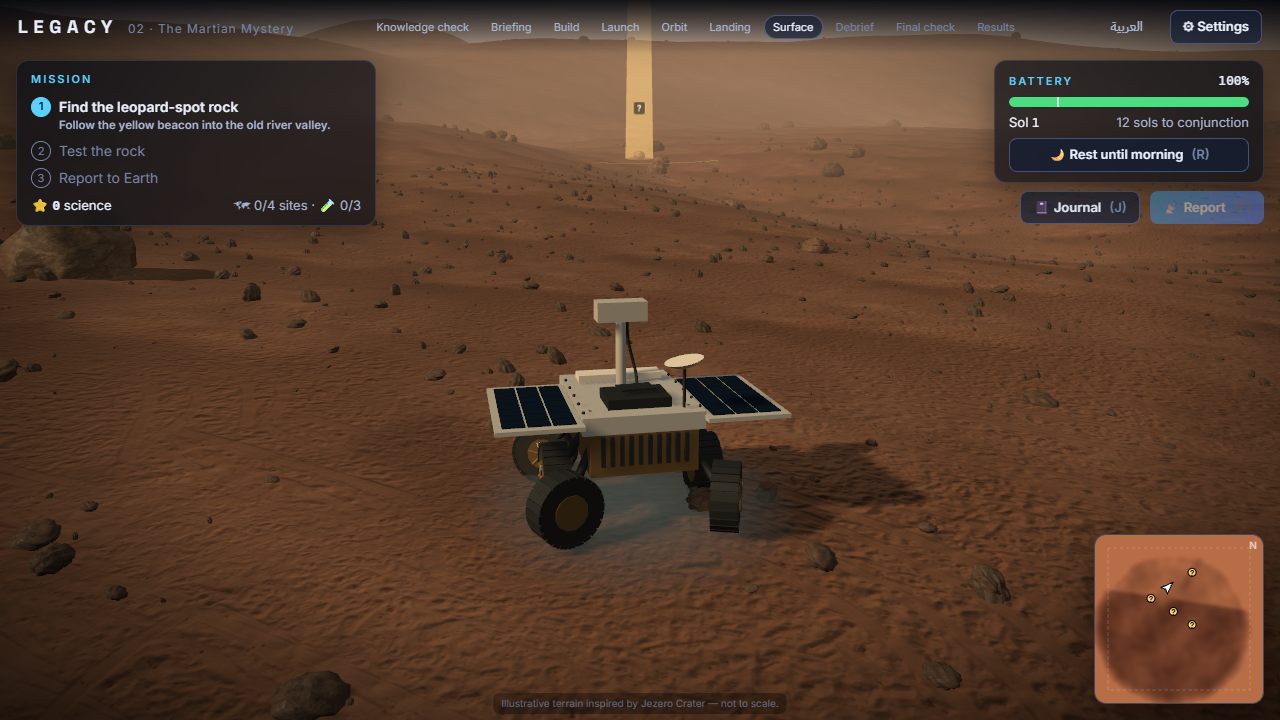 LEGACY 02 · The Martian Mystery
Knowledge check Briefing Build Launch Orbit Landing Surface Debrief Final check Results
العربية
Settings
MISSION
1 Find the leopard-spot rock
Follow the yellow beacon into the old river valley.
2 Test the rock
3 Report to Earth
0 science 0/4 sites · 0/3
?
BATTERY 100%
Sol 1 12 sols to conjunction
Rest until morning (R)
Journal (J) Report
N
?
?
?
?
Illustrative terrain inspired by Jezero Crater — not to scale.